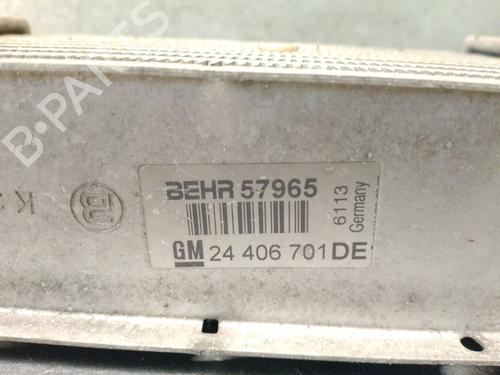 B-PARTS
K
BEHR 57965
6113
Germany
GM 24 406 701 DE